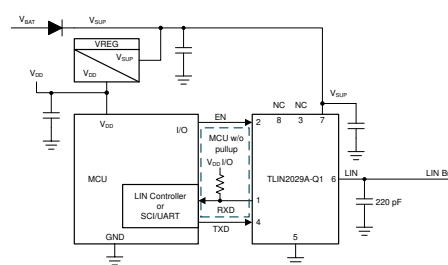 VBAT
VSUP
VREG
VSUP
VDD
VDD
VSUP
VDD
I/O
EN
2
NC
8
NC
3
7
MCU w/o
pullup
VDD I/O
MCU
TLIN2029A-Q1
6
LIN
LIN B
LIN Controller
or
SCI/UART
1
RXD
4
TXD
220 pF
GND
5